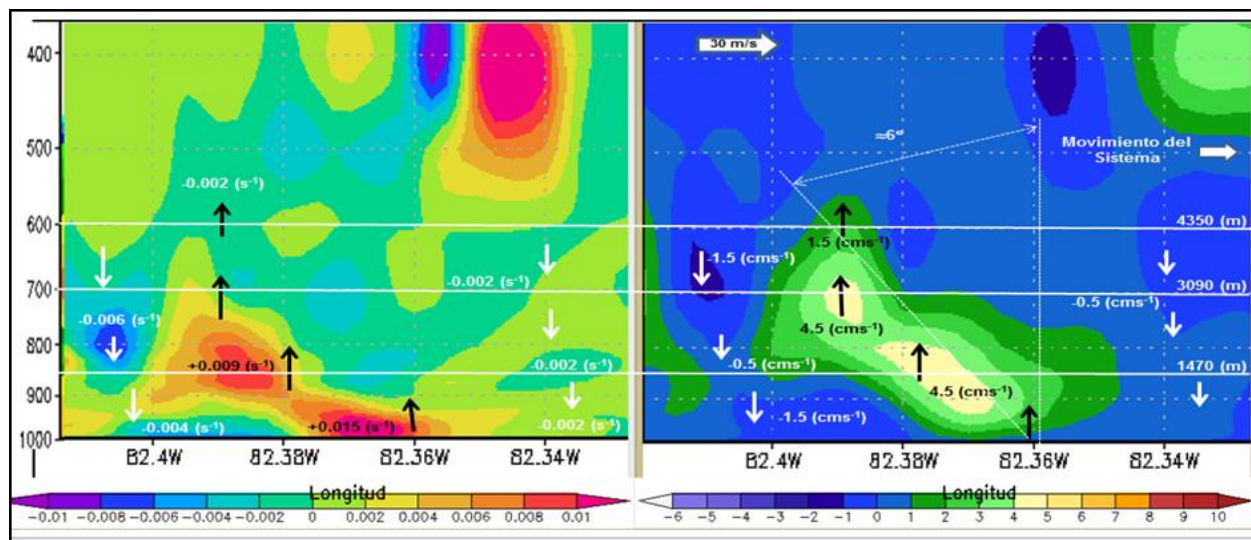 30 m/s
400
≈6º
500
Movimiento del
Sistema
-0.002 (s⁻¹)
600
4350 (m)
1.5 (cms⁻¹)
-1.5 (cms⁻¹)
700
-0.002 (s⁻¹)
3090 (m)
-0.5 (cms⁻¹)
-0.006 (s⁻¹)
4.5 (cms⁻¹)
800
+0.009 (s⁻¹)
-0.002 (s⁻¹)
-0.5 (cms⁻¹)
1470 (m)
900
4.5 (cms⁻¹)
-1.5 (cms⁻¹)
-0.004 (s⁻¹)
+0.015 (s⁻¹)
-0.002 (s⁻¹)
1000
82.4W 82.38W 82.36W 82.34W
82.4W 82.38W 82.36W 82.34W
Longitud
Longitud
-0.01 -0.008 -0.006 -0.004 -0.002 0 0.002 0.004 0.006 0.008 0.01
-6 -5 -4 -3 -2 -1 0 1 2 3 4 5 6 7 8 9 10